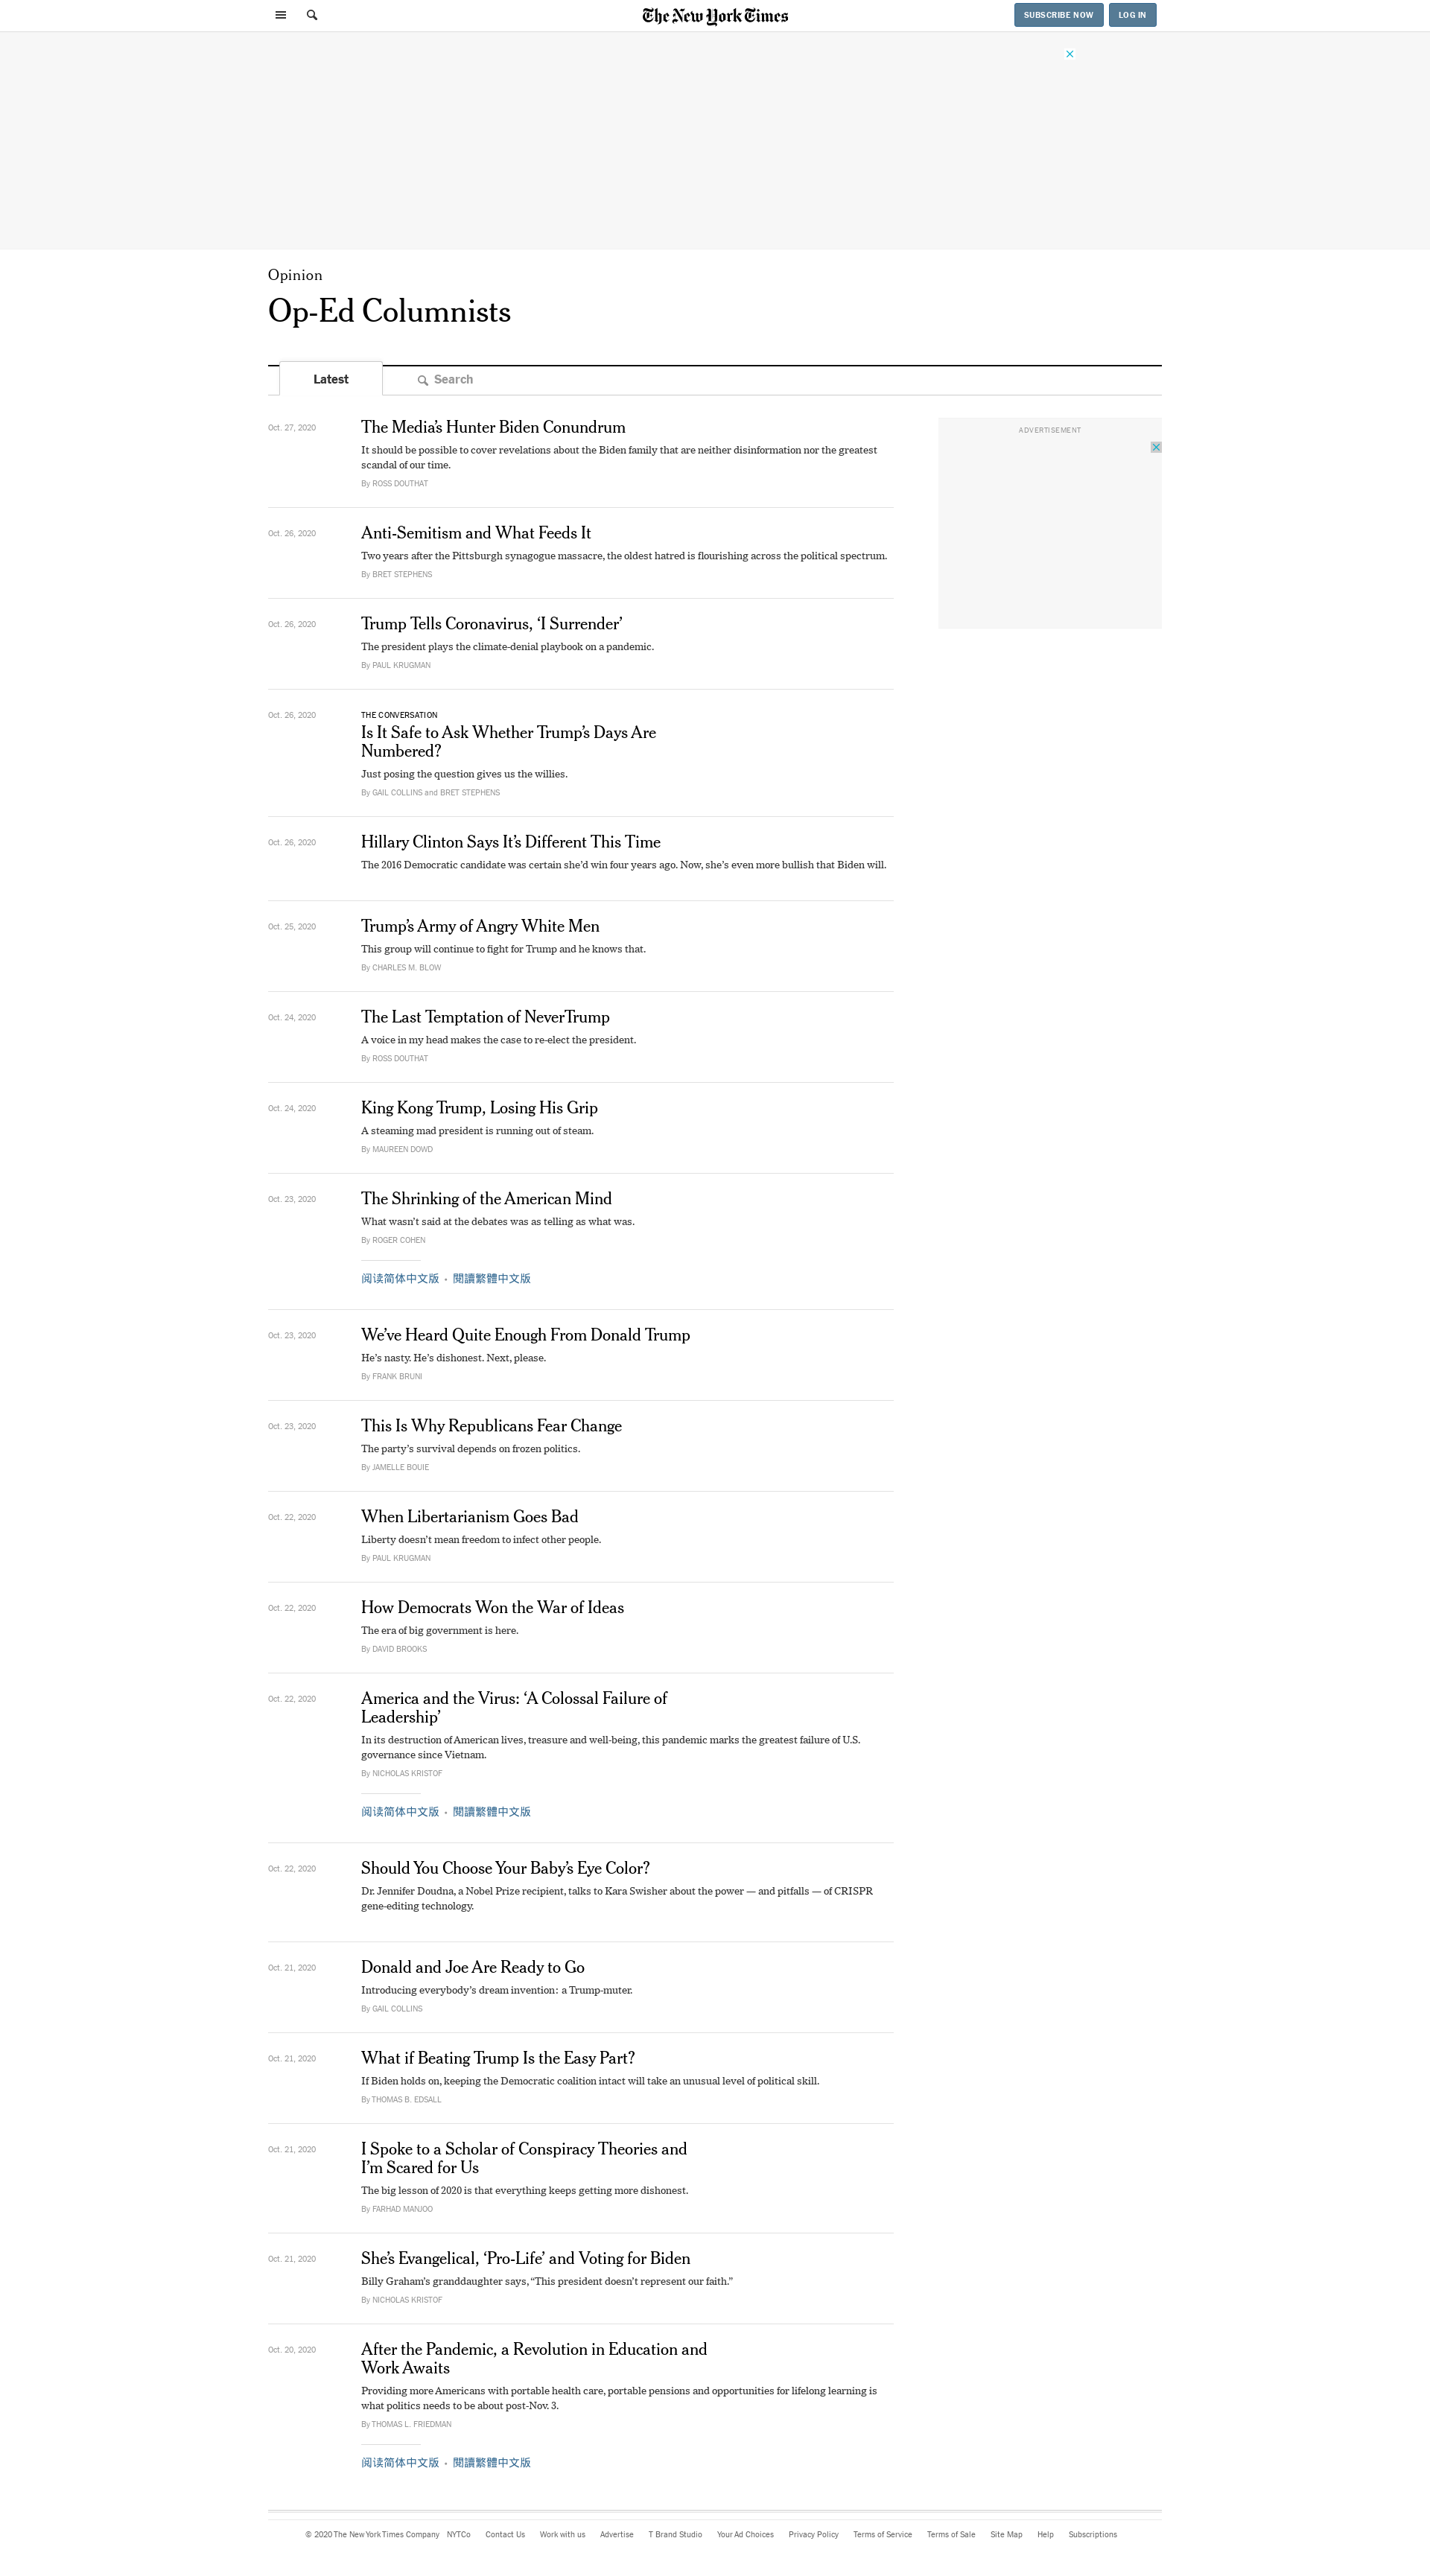 The New York Times
SUBSCRIBE NOW
LOG IN
Opinion
Op-Ed Columnists
Latest
Search
ADVERTISEMENT
Oct. 27, 2020
The Media’s Hunter Biden Conundrum
It should be possible to cover revelations about the Biden family that are neither disinformation nor the greatest
scandal of our time.
By ROSS DOUTHAT
Oct. 26, 2020
Anti-Semitism and What Feeds It
Two years after the Pittsburgh synagogue massacre, the oldest hatred is flourishing across the political spectrum.
By BRET STEPHENS
Oct. 26, 2020
Trump Tells Coronavirus, ‘I Surrender’
The president plays the climate-denial playbook on a pandemic.
By PAUL KRUGMAN
Oct. 26, 2020
THE CONVERSATION
Is It Safe to Ask Whether Trump’s Days Are
Numbered?
Just posing the question gives us the willies.
By GAIL COLLINS and BRET STEPHENS
Oct. 26, 2020
Hillary Clinton Says It’s Different This Time
The 2016 Democratic candidate was certain she’d win four years ago. Now, she’s even more bullish that Biden will.
Oct. 25, 2020
Trump’s Army of Angry White Men
This group will continue to fight for Trump and he knows that.
By CHARLES M. BLOW
Oct. 24, 2020
The Last Temptation of NeverTrump
A voice in my head makes the case to re-elect the president.
By ROSS DOUTHAT
Oct. 24, 2020
King Kong Trump, Losing His Grip
A steaming mad president is running out of steam.
By MAUREEN DOWD
Oct. 23, 2020
The Shrinking of the American Mind
What wasn’t said at the debates was as telling as what was.
By ROGER COHEN
阅读简体中文版 • 閱讀繁體中文版
Oct. 23, 2020
We’ve Heard Quite Enough From Donald Trump
He’s nasty. He’s dishonest. Next, please.
By FRANK BRUNI
Oct. 23, 2020
This Is Why Republicans Fear Change
The party’s survival depends on frozen politics.
By JAMELLE BOUIE
Oct. 22, 2020
When Libertarianism Goes Bad
Liberty doesn’t mean freedom to infect other people.
By PAUL KRUGMAN
Oct. 22, 2020
How Democrats Won the War of Ideas
The era of big government is here.
By DAVID BROOKS
Oct. 22, 2020
America and the Virus: ‘A Colossal Failure of
Leadership’
In its destruction of American lives, treasure and well-being, this pandemic marks the greatest failure of U.S.
governance since Vietnam.
By NICHOLAS KRISTOF
阅读简体中文版 • 閱讀繁體中文版
Oct. 22, 2020
Should You Choose Your Baby’s Eye Color?
Dr. Jennifer Doudna, a Nobel Prize recipient, talks to Kara Swisher about the power — and pitfalls — of CRISPR
gene-editing technology.
Oct. 21, 2020
Donald and Joe Are Ready to Go
Introducing everybody’s dream invention: a Trump-muter.
By GAIL COLLINS
Oct. 21, 2020
What if Beating Trump Is the Easy Part?
If Biden holds on, keeping the Democratic coalition intact will take an unusual level of political skill.
By THOMAS B. EDSALL
Oct. 21, 2020
I Spoke to a Scholar of Conspiracy Theories and
I’m Scared for Us
The big lesson of 2020 is that everything keeps getting more dishonest.
By FARHAD MANJOO
Oct. 21, 2020
She’s Evangelical, ‘Pro-Life’ and Voting for Biden
Billy Graham’s granddaughter says, “This president doesn’t represent our faith.”
By NICHOLAS KRISTOF
Oct. 20, 2020
After the Pandemic, a Revolution in Education and
Work Awaits
Providing more Americans with portable health care, portable pensions and opportunities for lifelong learning is
what politics needs to be about post-Nov. 3.
By THOMAS L. FRIEDMAN
阅读简体中文版 • 閱讀繁體中文版
© 2020 The New York Times Company NYTCo Contact Us Work with us Advertise T Brand Studio Your Ad Choices Privacy Policy Terms of Service Terms of Sale Site Map Help Subscriptions